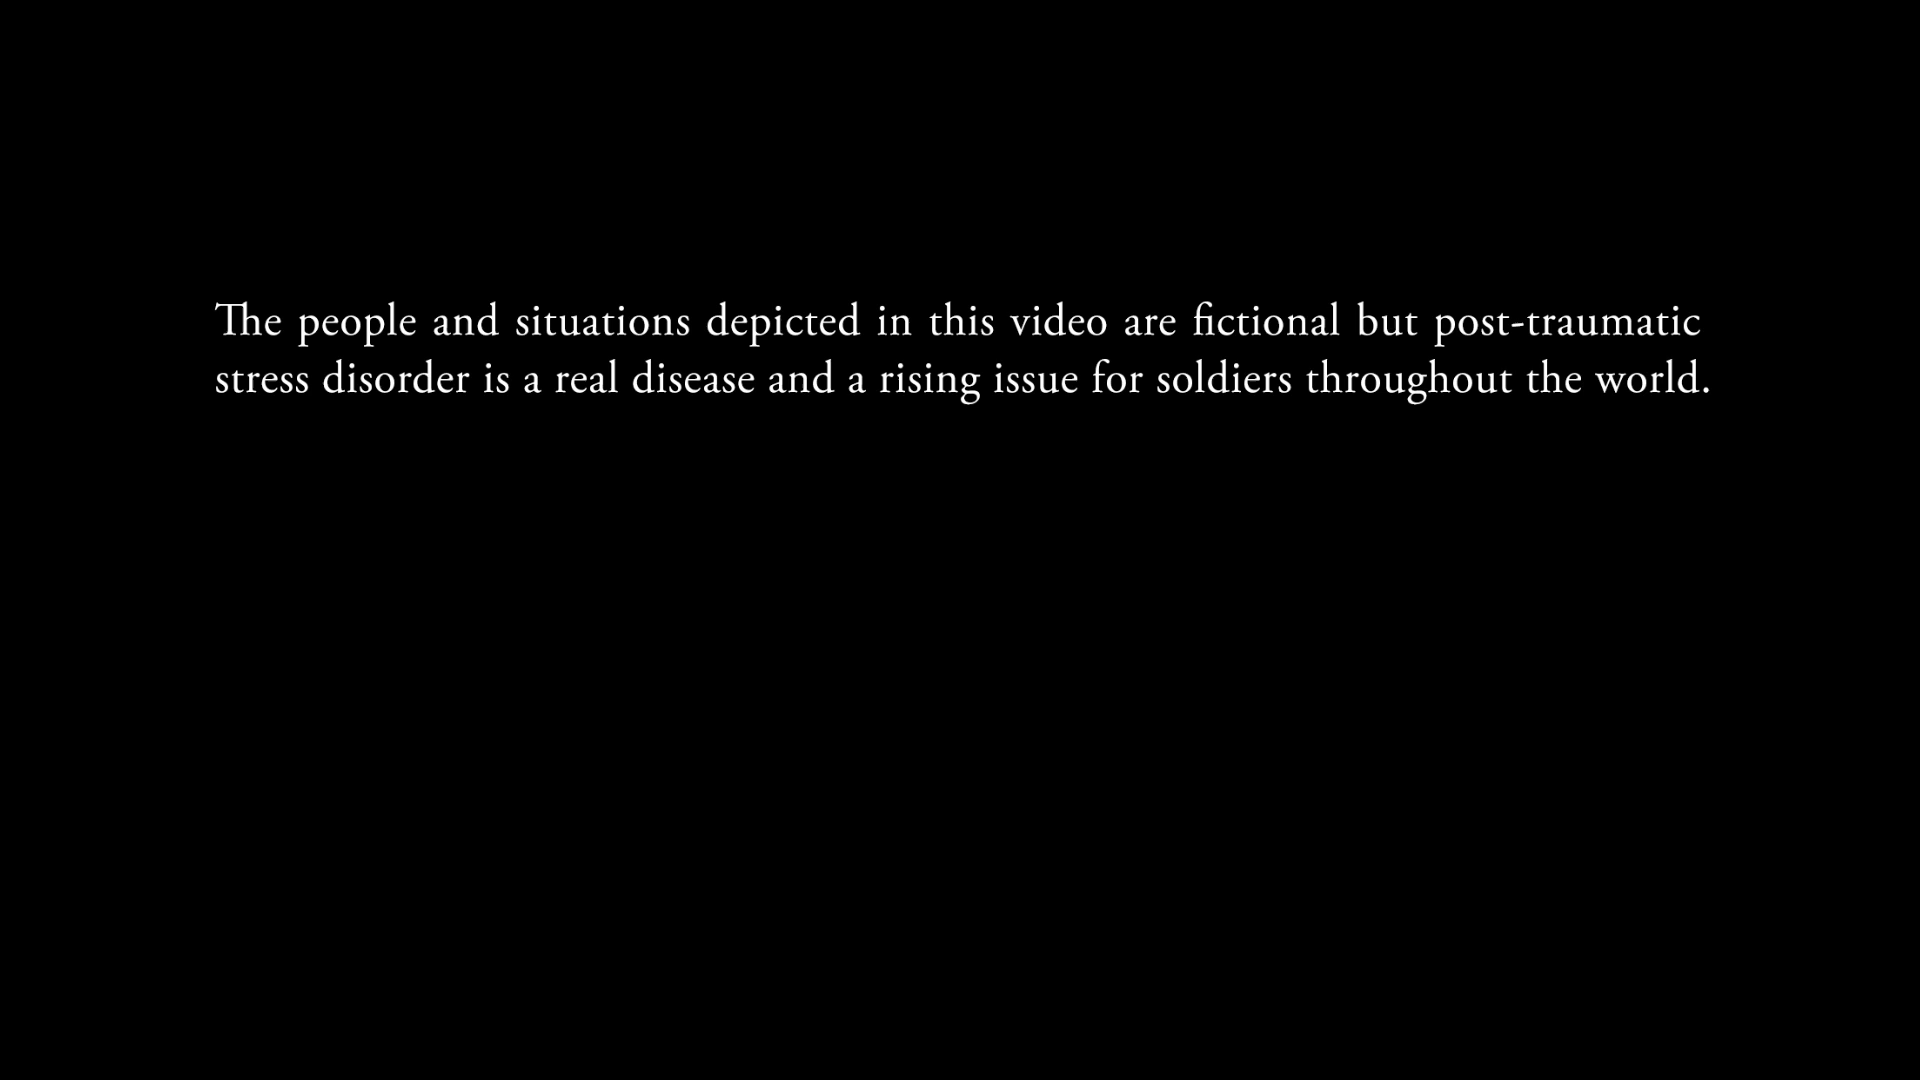 The people and situations depicted in this video are fictional but post-traumatic
stress disorder is a real disease and a rising issue for soldiers throughout the world.